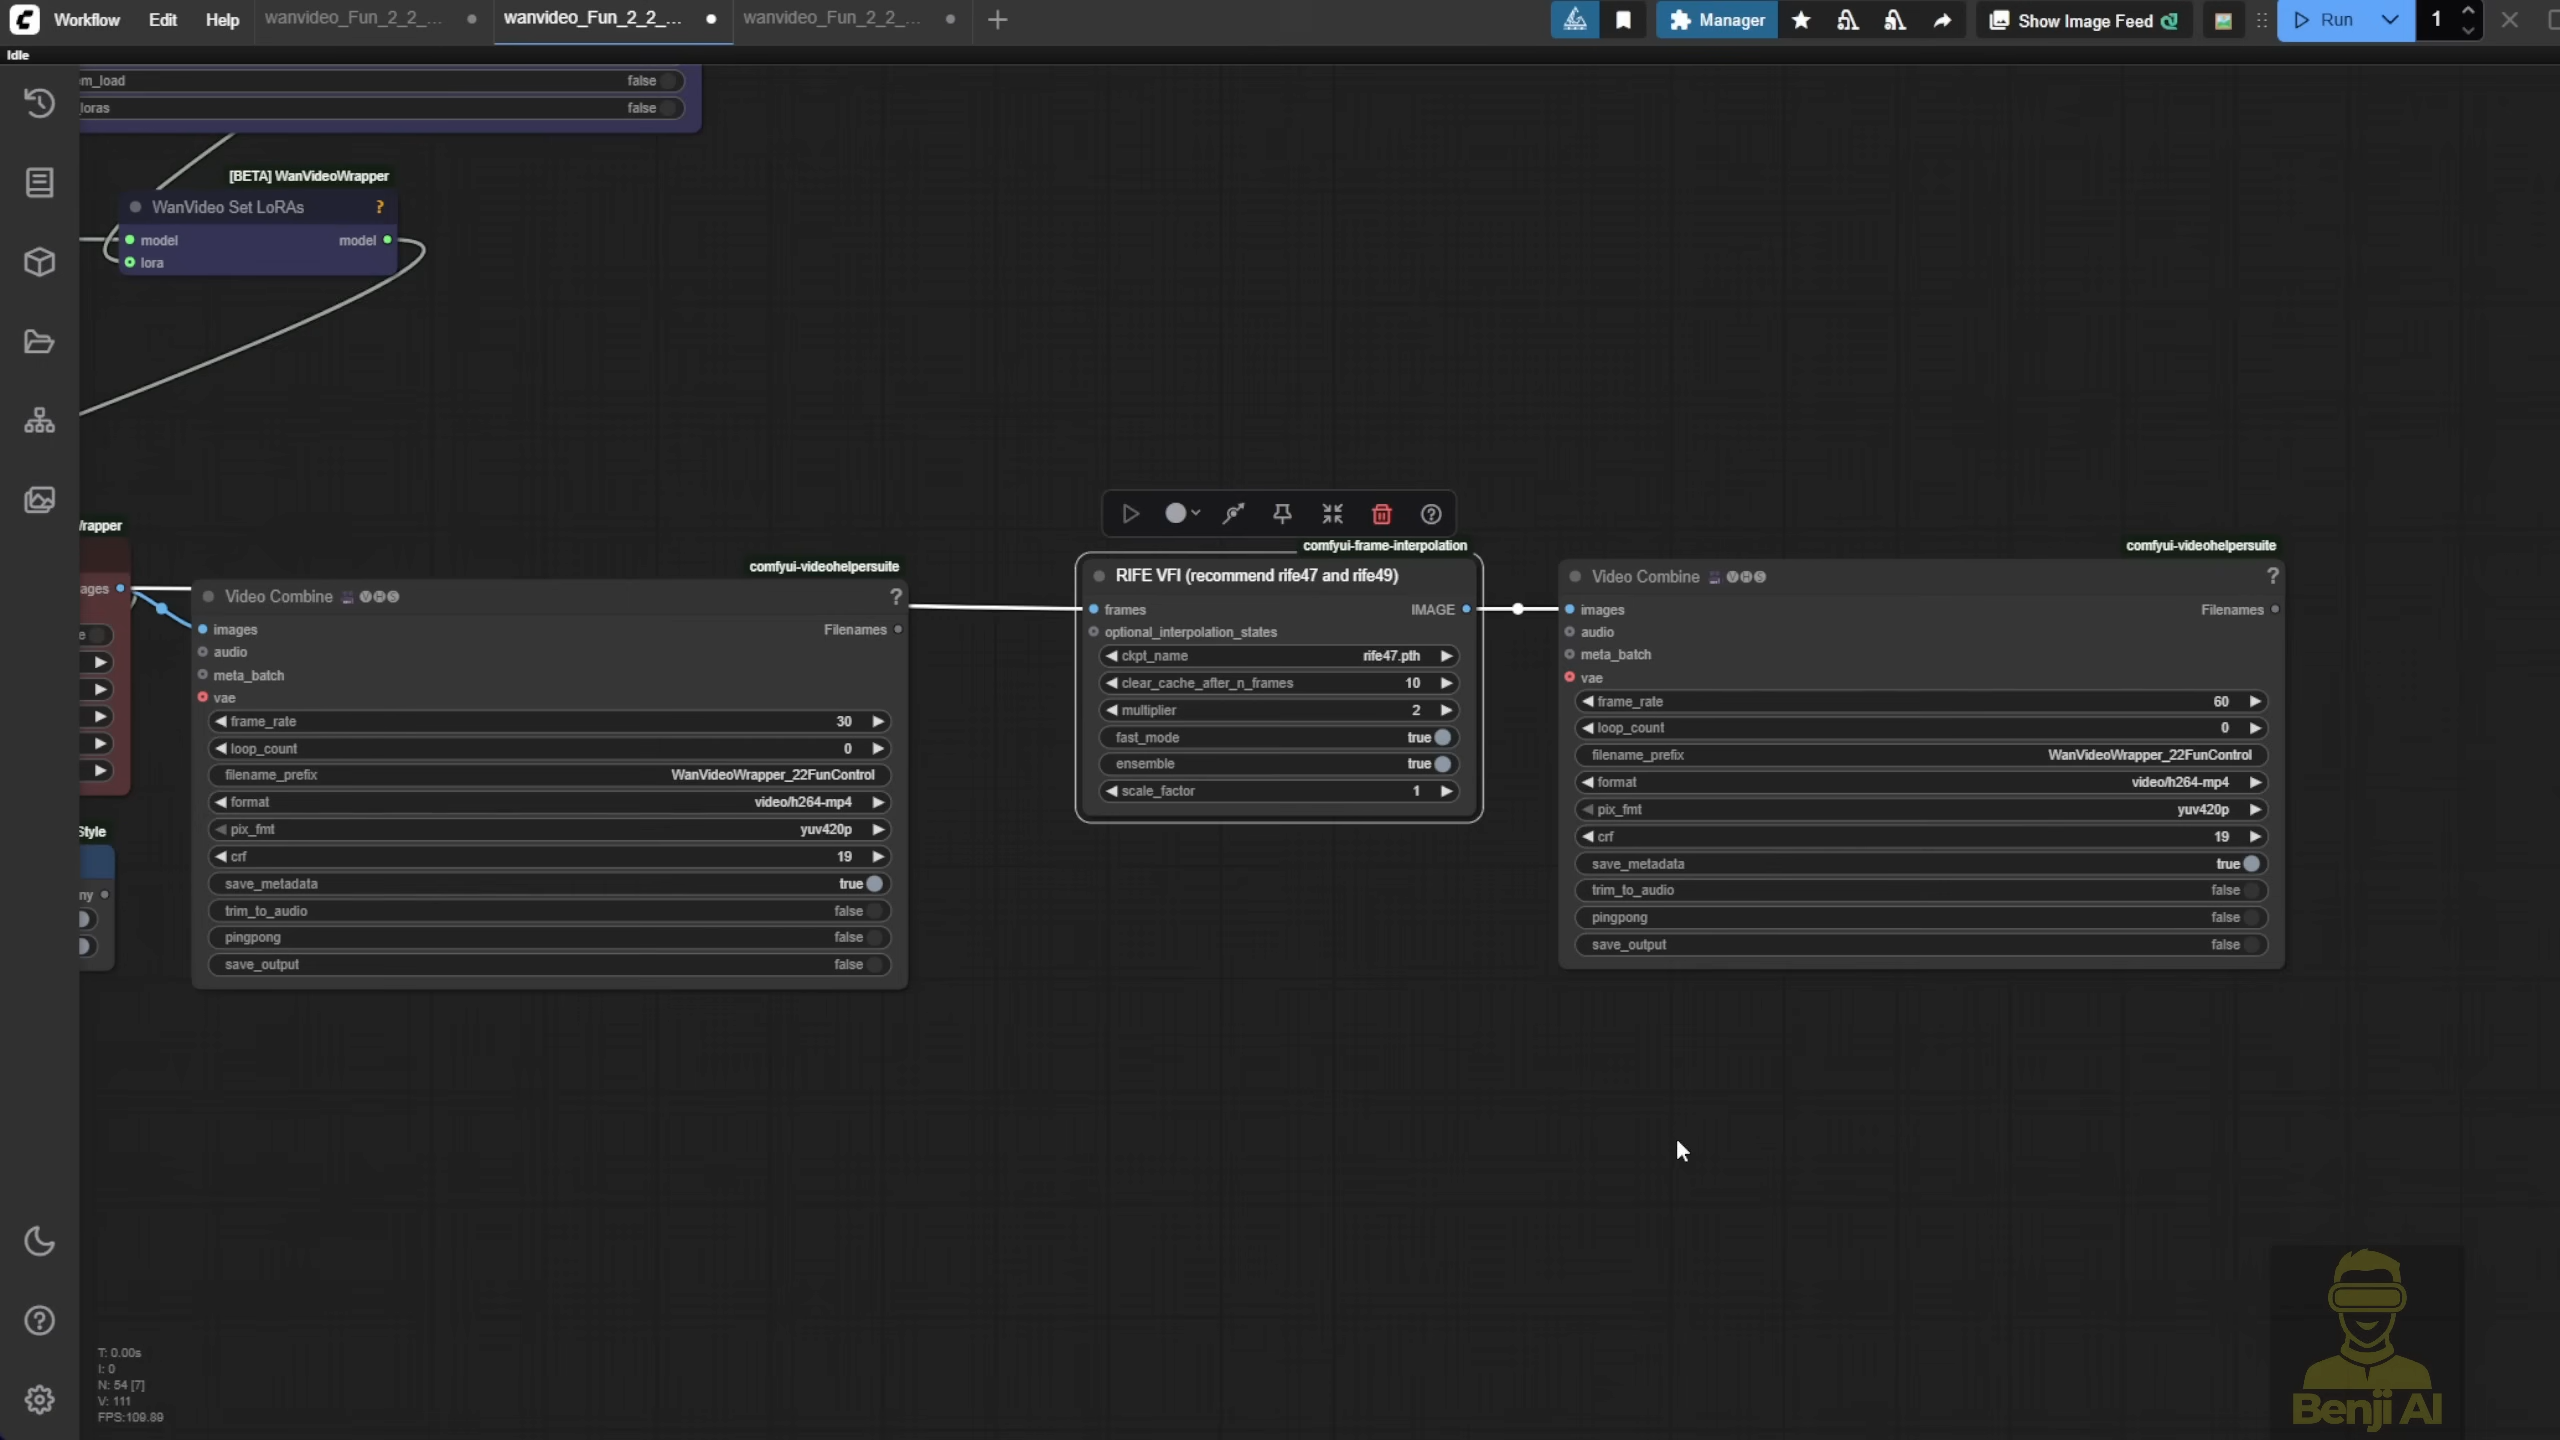 Workflow
Edit
Help
wanvideo_Fun_2_2_...
wanvideo_Fun_2_2_...
wanvideo_Fun_2_2_...
Manager
Show Image Feed
Run
1
Idle
m_load false
loras false
[BETA] WanVideoWrapper
WanVideo Set LoRAs ?
model model
lora
rapper
ages
e
Style
ny
comfyui-videohelpersuite
Video Combine VHS ?
images Filenames
audio
meta_batch
vae
frame_rate 30
loop_count 0
filename_prefix WanVideoWrapper_22FunControl
format video/h264-mp4
pix_fmt yuv420p
crf 19
save_metadata true
trim_to_audio false
pingpong false
save_output false
comfyui-frame-interpolation
RIFE VFI (recommend rife47 and rife49)
frames IMAGE
optional_interpolation_states
ckpt_name rife47.pth
clear_cache_after_n_frames 10
multiplier 2
fast_mode true
ensemble true
scale_factor 1
comfyui-videohelpersuite
Video Combine VHS ?
images Filenames
audio
meta_batch
vae
frame_rate 60
loop_count 0
filename_prefix WanVideoWrapper_22FunControl
format video/h264-mp4
pix_fmt yuv420p
crf 19
save_metadata true
trim_to_audio false
pingpong false
save_output false
T: 0.00s
I: 0
N: 54 [7]
V: 111
FPS:109.89
Benji AI